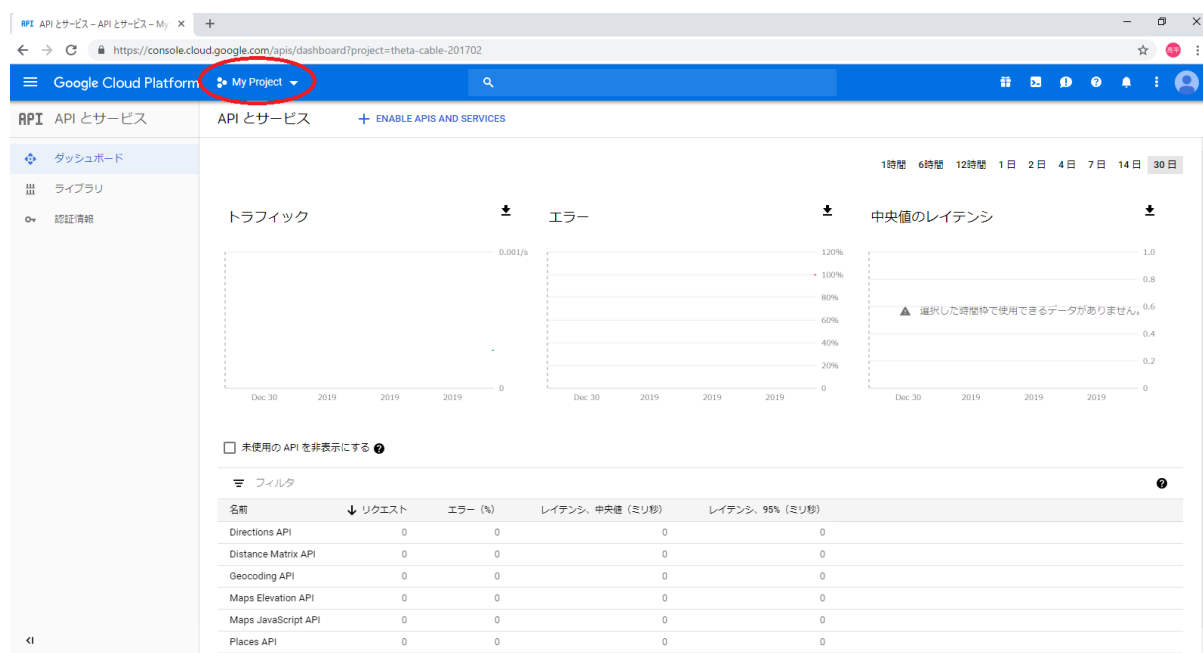 API APIとサービス – APIとサービス – My
https://console.cloud.google.com/apis/dashboard?project=theta-cable-201702
Google Cloud Platform My Project
API APIとサービス
APIとサービス + ENABLE APIS AND SERVICES
ダッシュボード
ライブラリ
認証情報
1時間 6時間 12時間 1日 2日 4日 7日 14日 30日
トラフィック
0.001/s
0
Dec 30 2019 2019 2019
エラー
120%
100%
80%
60%
40%
20%
0
Dec 30 2019 2019 2019
中央値のレイテンシ
1.0
0.8
選択した時間枠で使用できるデータがありません。 0.6
0.4
0.2
0
Dec 30 2019 2019 2019
未使用の API を非表示にする
フィルタ
名前 リクエスト エラー (%) レイテンシ、中央値（ミリ秒） レイテンシ、95%（ミリ秒）
Directions API 0 0 0 0
Distance Matrix API 0 0 0 0
Geocoding API 0 0 0 0
Maps Elevation API 0 0 0 0
Maps JavaScript API 0 0 0 0
Places API 0 0 0 0